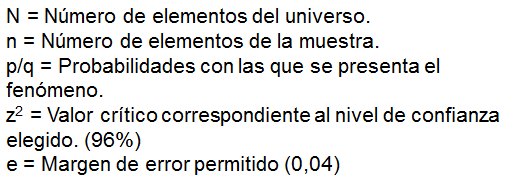 N = Número de elementos del universo.
n = Número de elementos de la muestra.
p/q = Probabilidades con las que se presenta el
fenómeno.
z² = Valor crítico correspondiente al nivel de confianza
elegido. (96%)
e = Margen de error permitido (0,04)